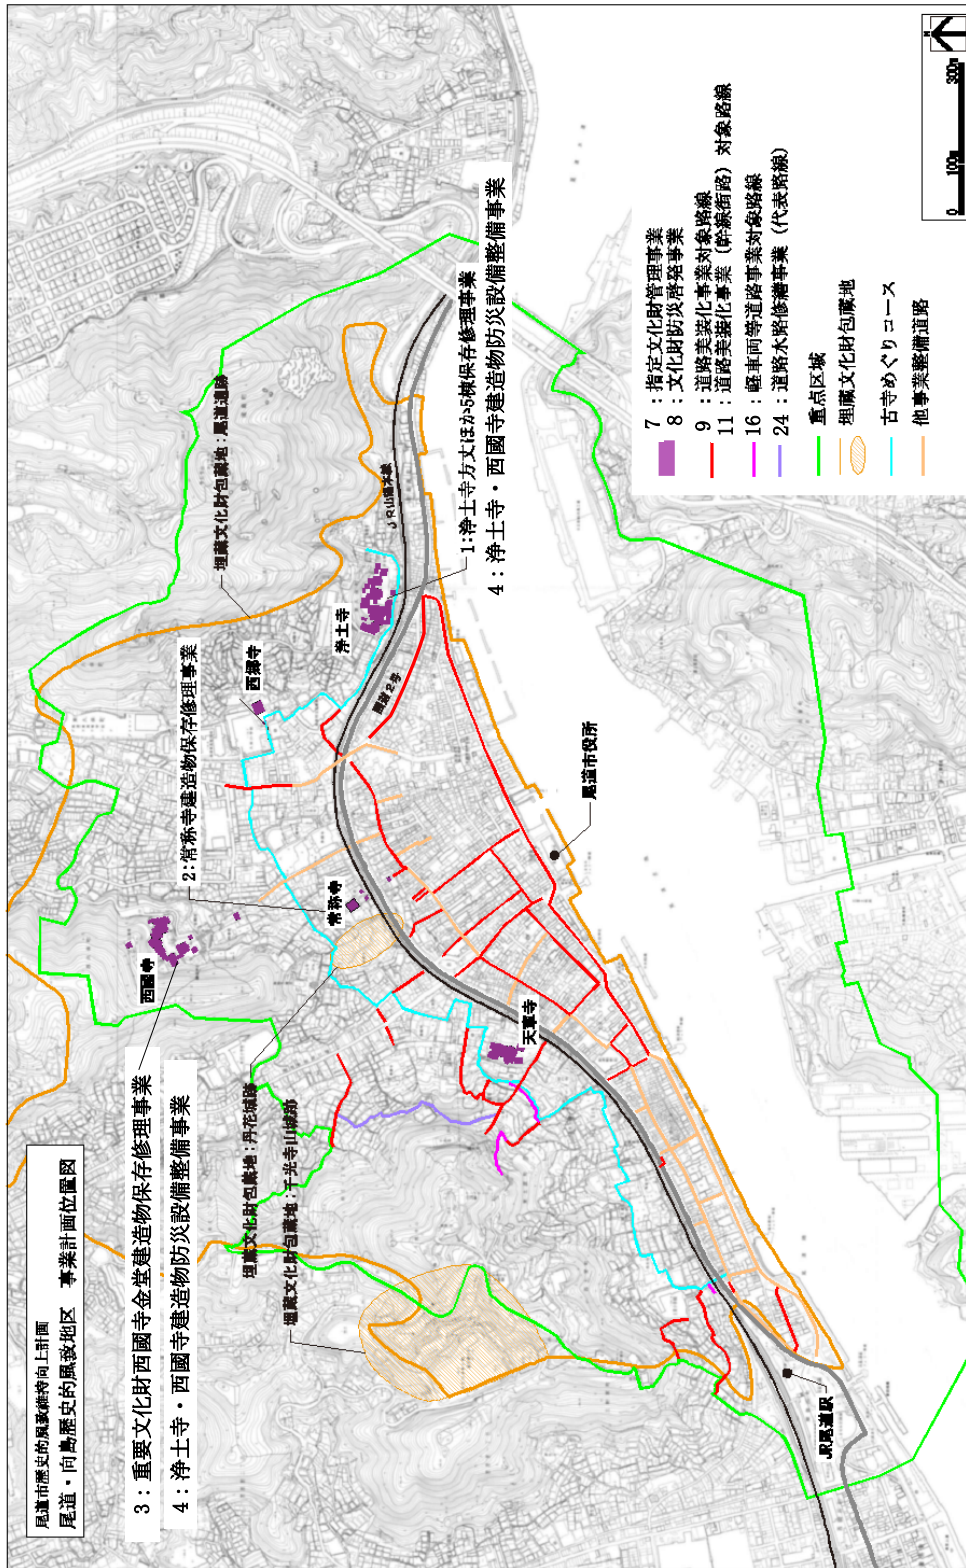 尾道市歴史的風致維持向上計画
尾道・向島歴史的風致地区　事業計画位置図
3：重要文化財西國寺金堂建造物保存修理事業
4：浄土寺・西國寺建造物防災設備整備事業
埋蔵文化財包蔵地：丹花城跡
埋蔵文化財包蔵地：千光寺山城跡
西國寺
2:常称寺建造物保存修理事業
常称寺
西郷寺
埋蔵文化財包蔵地：尾道遺跡
浄土寺
JR山陽本線
国道2号
1:浄土寺方丈ほか5棟保存修理事業
4：浄土寺・西國寺建造物防災設備整備事業
天寧寺
尾道市役所
JR尾道駅
7：指定文化財管理事業
8：文化財防災啓発事業
9：道路美装化事業対象路線
11：道路美装化事業（幹線街路）対象路線
16：軽車両等道路事業対象路線
24：道路水路修繕事業（代表路線）
重点区域
埋蔵文化財包蔵地
古寺めぐりコース
他事業整備道路
N
0 100m 300m